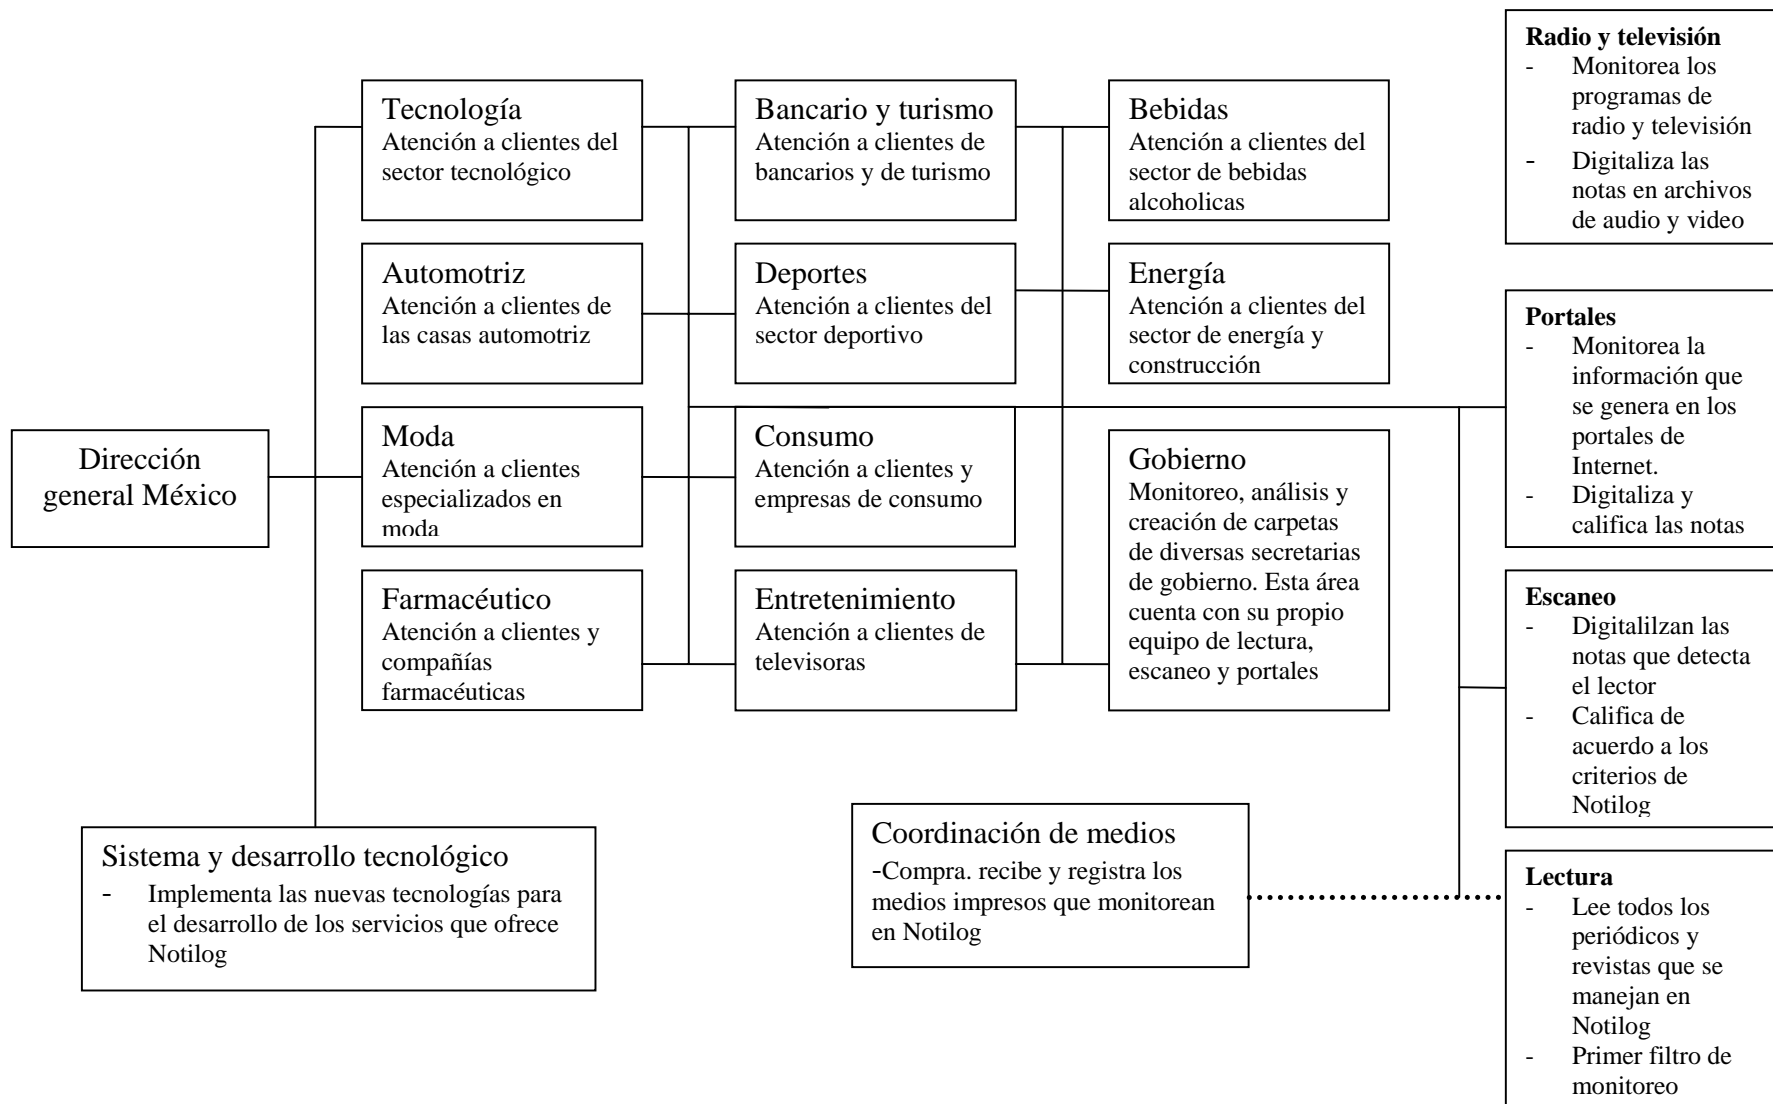 Dirección
general México
Tecnología
Atención a clientes del
sector tecnológico
Automotriz
Atención a clientes de
las casas automotriz
Moda
Atención a clientes
especializados en
moda
Farmacéutico
Atención a clientes y
compañías
farmacéuticas
Bancario y turismo
Atención a clientes de
bancarios y de turismo
Deportes
Atención a clientes del
sector deportivo
Consumo
Atención a clientes y
empresas de consumo
Entretenimiento
Atención a clientes de
televisoras
Bebidas
Atención a clientes del
sector de bebidas
alcoholicas
Energía
Atención a clientes del
sector de energía y
construcción
Gobierno
Monitoreo, análisis y
creación de carpetas
de diversas secretarias
de gobierno. Esta área
cuenta con su propio
equipo de lectura,
escaneo y portales
Radio y televisión
- Monitorea los
programas de
radio y televisión
- Digitaliza las
notas en archivos
de audio y video
Portales
- Monitorea la
información que
se genera en los
portales de
Internet.
- Digitaliza y
califica las notas
Escaneo
- Digitalilzan las
notas que detecta
el lector
- Califica de
acuerdo a los
criterios de
Notilog
Lectura
- Lee todos los
periódicos y
revistas que se
manejan en
Notilog
- Primer filtro de
monitoreo
Sistema y desarrollo tecnológico
- Implementa las nuevas tecnologías para
el desarrollo de los servicios que ofrece
Notilog
Coordinación de medios
-Compra. recibe y registra los
medios impresos que monitorean
en Notilog